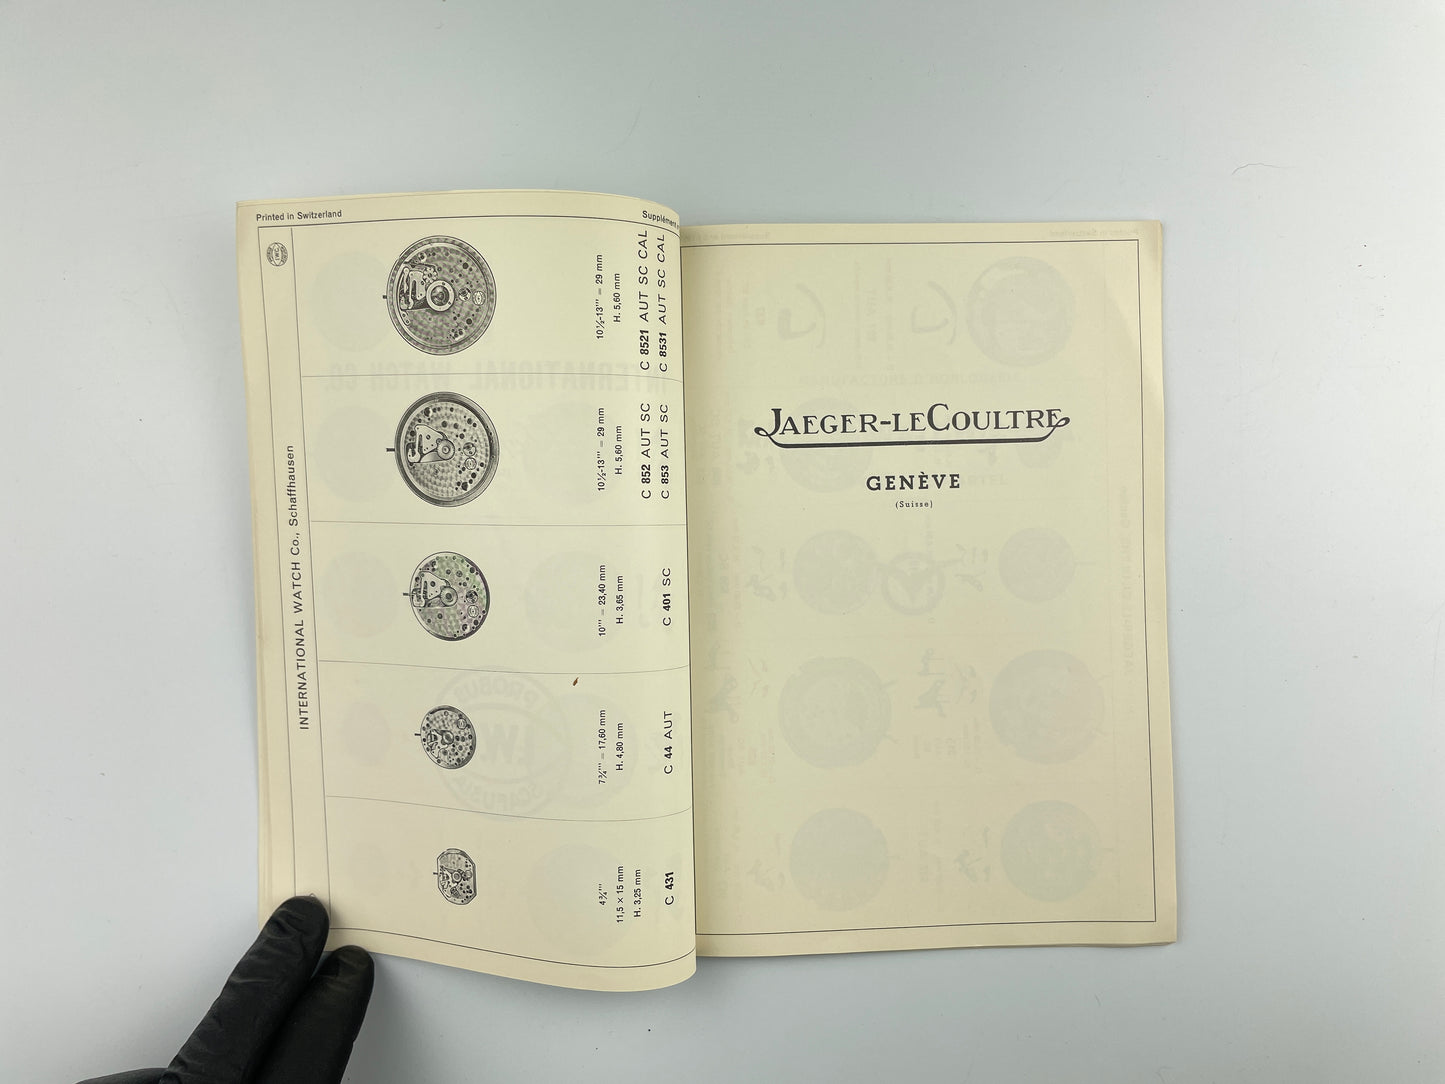 Printed in Switzerland
Supplément
IWC
INTERNATIONAL WATCH Co., Schaffhausen
10½-13''' = 29 mm
H. 5,60 mm
C 8521 AUT SC CAL
C 8531 AUT SC CAL
10½-13''' = 29 mm
H. 5,60 mm
C 852 AUT SC
C 853 AUT SC
10''' = 23,40 mm
H. 3,65 mm
C 401 SC
7¾''' = 17,60 mm
H. 4,80 mm
C 44 AUT
4¾'''
11,5 × 15 mm
H. 3,25 mm
C 431
JAEGER-LECOULTRE
GENÈVE
(Suisse)